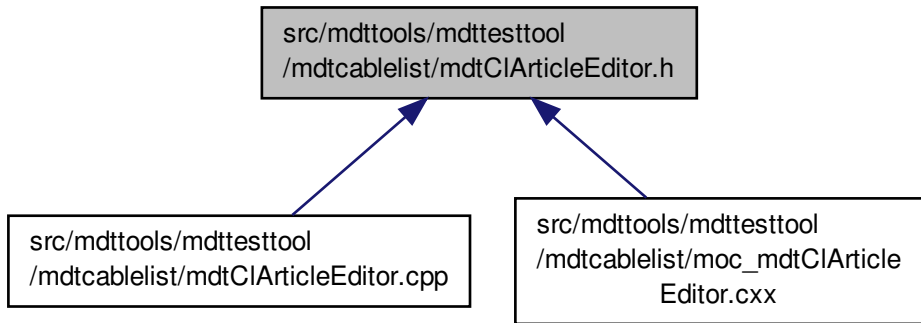 src/mdttools/mdttesttool
/mdtcablelist/mdtClArticleEditor.h
src/mdttools/mdttesttool
/mdtcablelist/mdtClArticleEditor.cpp
src/mdttools/mdttesttool
/mdtcablelist/moc_mdtClArticle
Editor.cxx